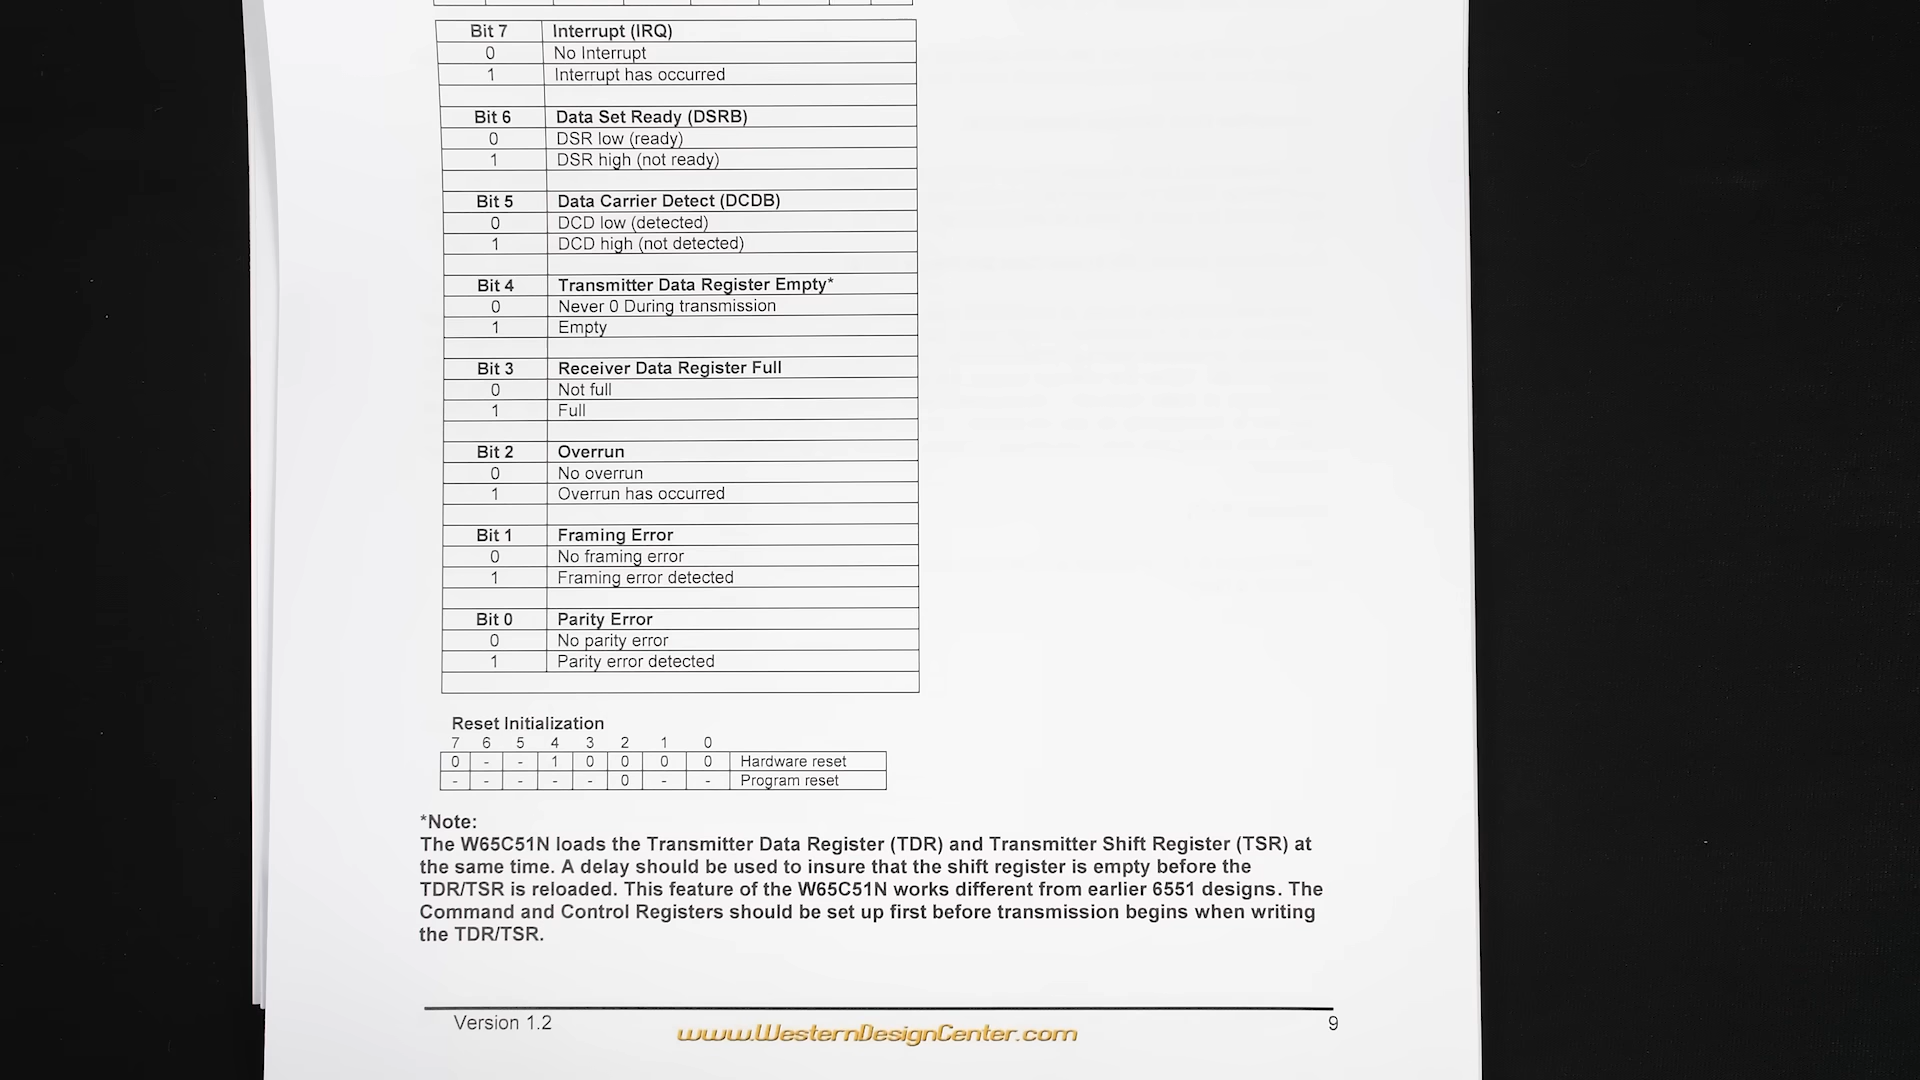 Bit 7 Interrupt (IRQ)
0 No Interrupt
1 Interrupt has occurred
Bit 6 Data Set Ready (DSRB)
0 DSR low (ready)
1 DSR high (not ready)
Bit 5 Data Carrier Detect (DCDB)
0 DCD low (detected)
1 DCD high (not detected)
Bit 4 Transmitter Data Register Empty*
0 Never 0 During transmission
1 Empty
Bit 3 Receiver Data Register Full
0 Not full
1 Full
Bit 2 Overrun
0 No overrun
1 Overrun has occurred
Bit 1 Framing Error
0 No framing error
1 Framing error detected
Bit 0 Parity Error
0 No parity error
1 Parity error detected
Reset Initialization
7 6 5 4 3 2 1 0
0 - - 1 0 0 0 0 Hardware reset
- - - - - 0 - - Program reset
*Note:
The W65C51N loads the Transmitter Data Register (TDR) and Transmitter Shift Register (TSR) at
the same time. A delay should be used to insure that the shift register is empty before the
TDR/TSR is reloaded. This feature of the W65C51N works different from earlier 6551 designs. The
Command and Control Registers should be set up first before transmission begins when writing
the TDR/TSR.
Version 1.2 www.WesternDesignCenter.com 9